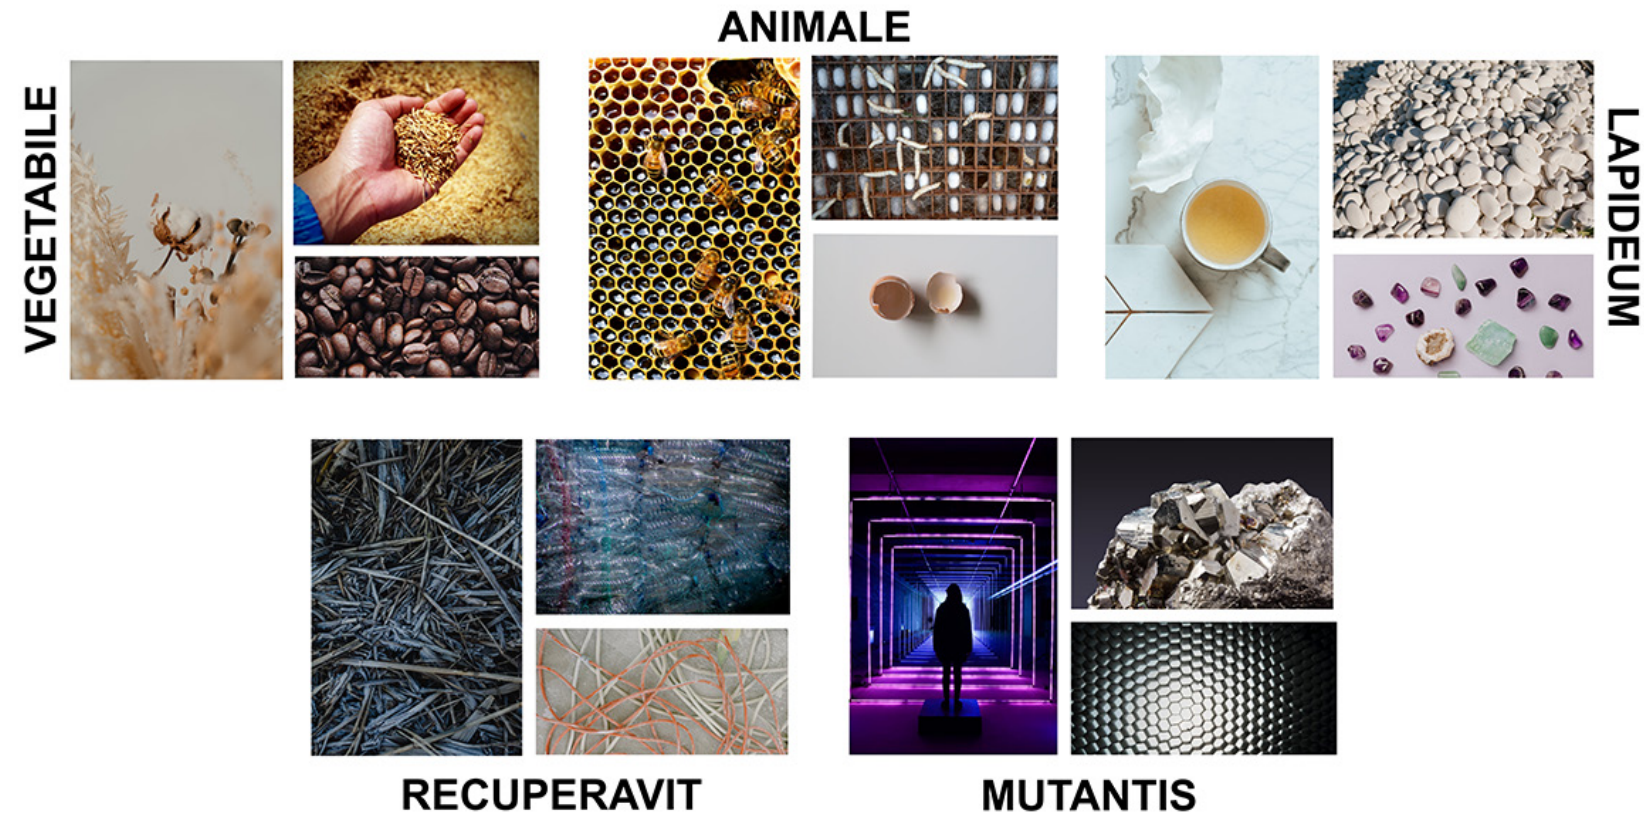 ANIMALE
VEGETABILE
LAPIDEUM
RECUPERAVIT
MUTANTIS